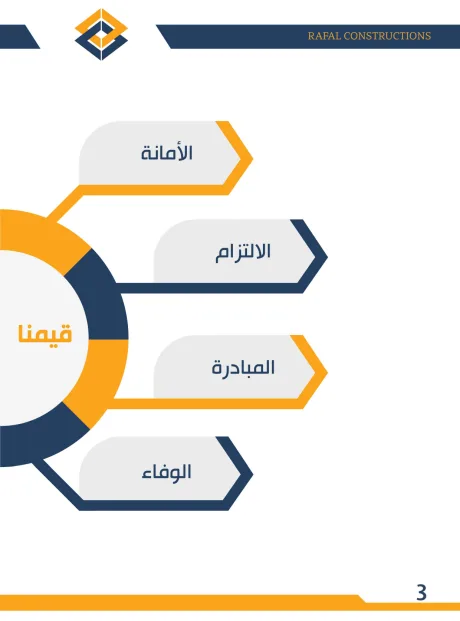 RAFAL CONSTRUCTIONS
الأمانة
الالتزام
قيمنا
المبادرة
الوفاء
3